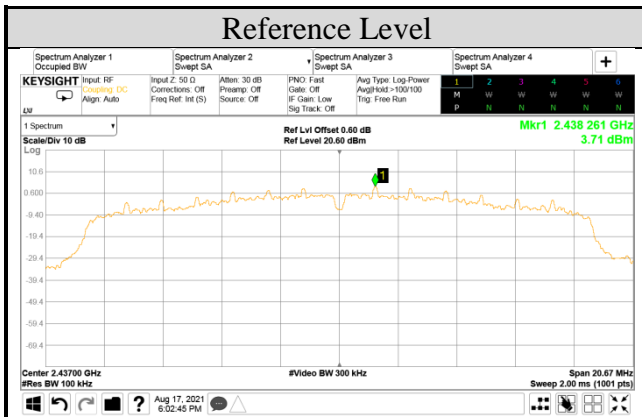 Reference Level
Spectrum Analyzer 1 Spectrum Analyzer 2 Spectrum Analyzer 3 Spectrum Analyzer 4
Occupied BW Swept SA Swept SA Swept SA
KEYSIGHT Input: RF Input Z: 50 Ω Atten: 30 dB PNO: Fast Avg Type: Log-Power 1 2 3 4 5 6
Coupling: DC Corrections: Off Preamp: Off Gate: Off Avg|Hold:>100/100 M W W W W W
Align: Auto Freq Ref: Int (S) Source: Off IF Gain: Low Trig: Free Run
Sig Track: Off P N N N N N
LXI
1 Spectrum Ref Lvl Offset 0.60 dB Mkr1 2.438 261 GHz
Scale/Div 10 dB Ref Level 20.60 dBm 3.71 dBm
Log
10.6
1
0.600
-9.40
-19.4
-29.4
-39.4
-49.4
-59.4
-69.4
Center 2.43700 GHz #Video BW 300 kHz Span 20.67 MHz
#Res BW 100 kHz Sweep 2.00 ms (1001 pts)
? Aug 17, 2021
6:02:45 PM